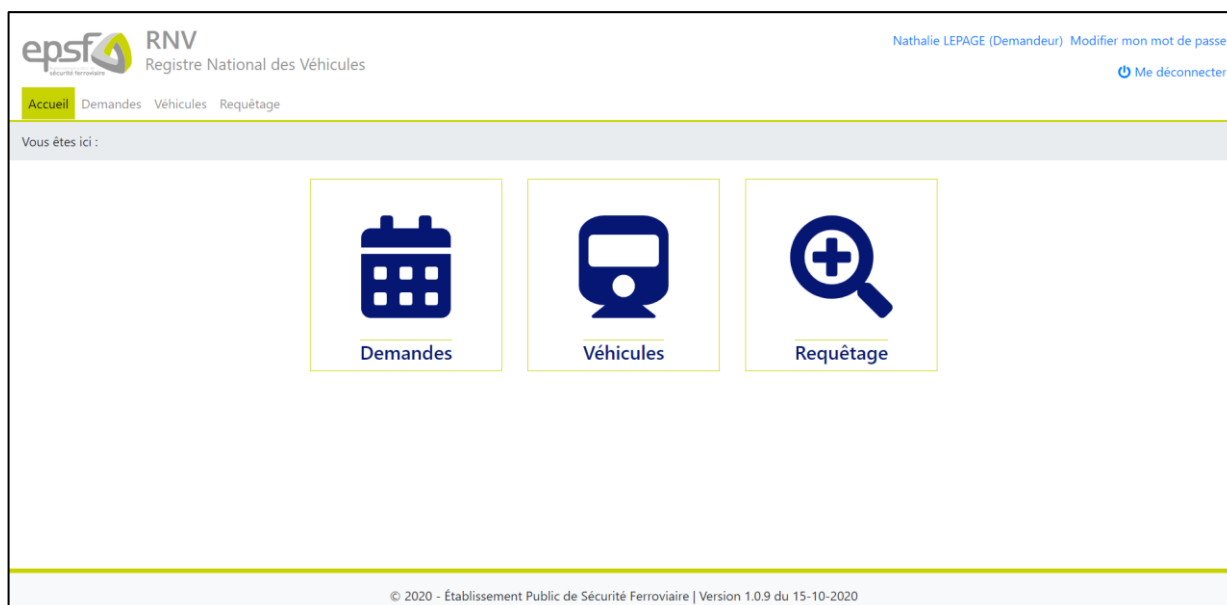 epsf
sécurité ferroviaire
RNV
Registre National des Véhicules
Nathalie LEPAGE (Demandeur) Modifier mon mot de passe
Me déconnecter
Accueil Demandes Véhicules Requêtage
Vous êtes ici :
Demandes Véhicules Requêtage
© 2020 - Établissement Public de Sécurité Ferroviaire | Version 1.0.9 du 15-10-2020